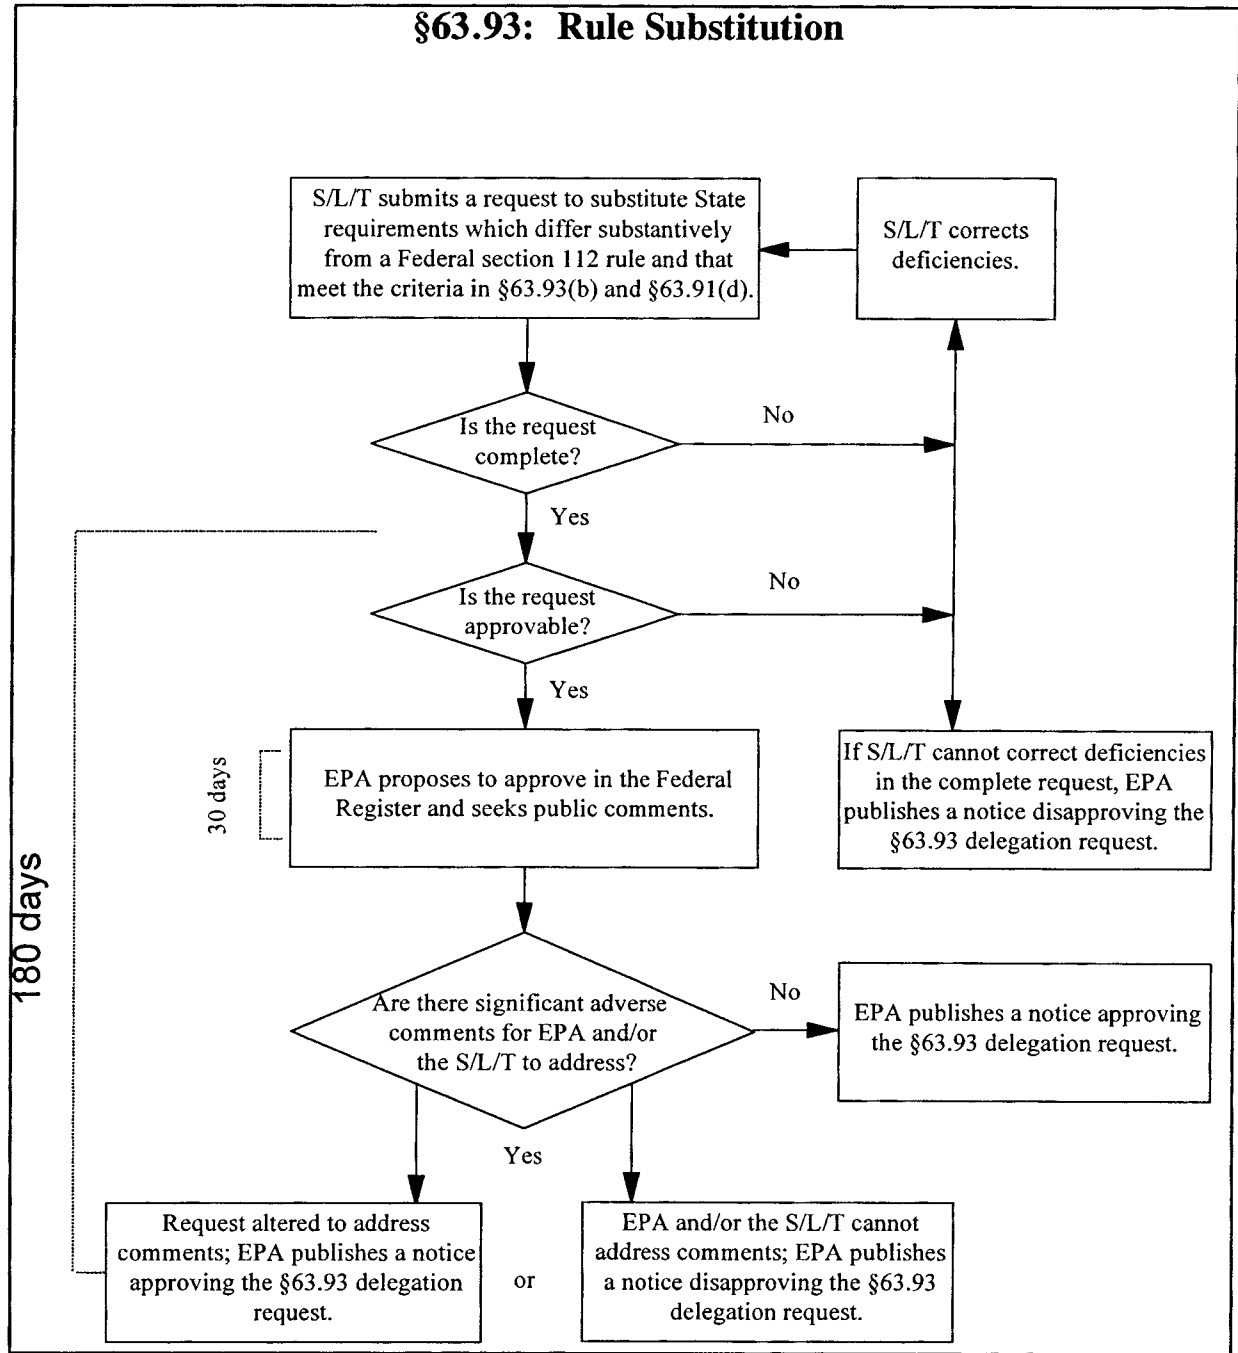 §63.93: Rule Substitution
S/L/T submits a request to substitute State
requirements which differ substantively
from a Federal section 112 rule and that
meet the criteria in §63.93(b) and §63.91(d).
S/L/T corrects
deficiencies.
Is the request
complete?
No
Yes
Is the request
approvable?
No
Yes
30 days
EPA proposes to approve in the Federal
Register and seeks public comments.
If S/L/T cannot correct deficiencies
in the complete request, EPA
publishes a notice disapproving the
§63.93 delegation request.
180 days
Are there significant adverse
comments for EPA and/or
the S/L/T to address?
No
EPA publishes a notice approving
the §63.93 delegation request.
Yes
Request altered to address
comments; EPA publishes a notice
approving the §63.93 delegation
request.
or
EPA and/or the S/L/T cannot
address comments; EPA publishes
a notice disapproving the §63.93
delegation request.